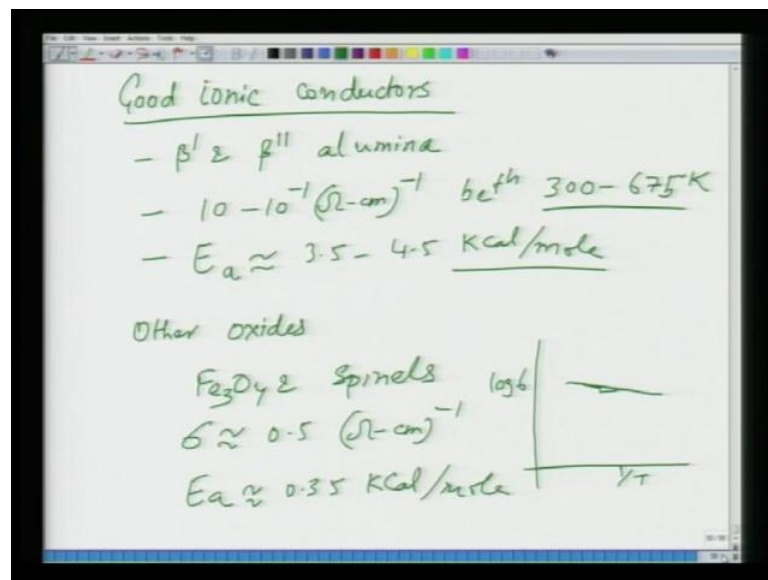 Good ionic conductors
- β' & β'' alumina
- 10 - 10⁻¹ (Ω-cm)⁻¹ betⁿ 300 - 675 K
- Ea ≈ 3.5 - 4.5 Kcal/mole
Other oxides
Fe3O4 & Spinels
σ ≈ 0.5 (Ω-cm)⁻¹
Ea ≈ 0.35 KCal/mole
log σ
1/T